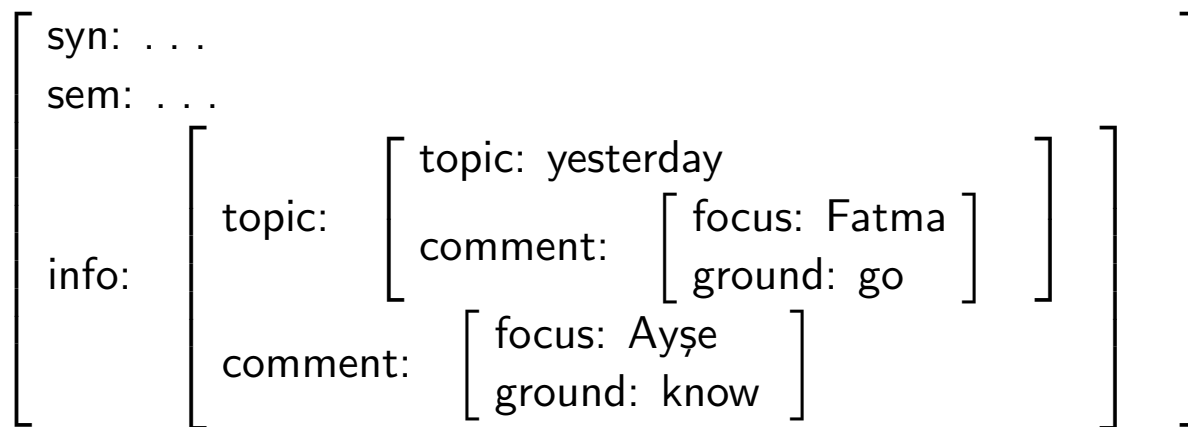 syn: . . .
sem: . . .
info:
topic:
topic: yesterday
comment:
focus: Fatma
ground: go
comment:
focus: Ayşe
ground: know